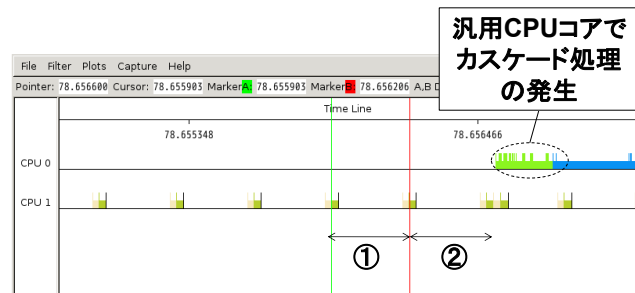 汎用CPUコアで
カスケード処理
の発生
File Filter Plots Capture Help
Pointer: 78.656600 Cursor: 78.655903 MarkerA: 78.655903 MarkerB: 78.656206 A,B D
Time Line
78.655348 78.656466
CPU 0
CPU 1
① ②